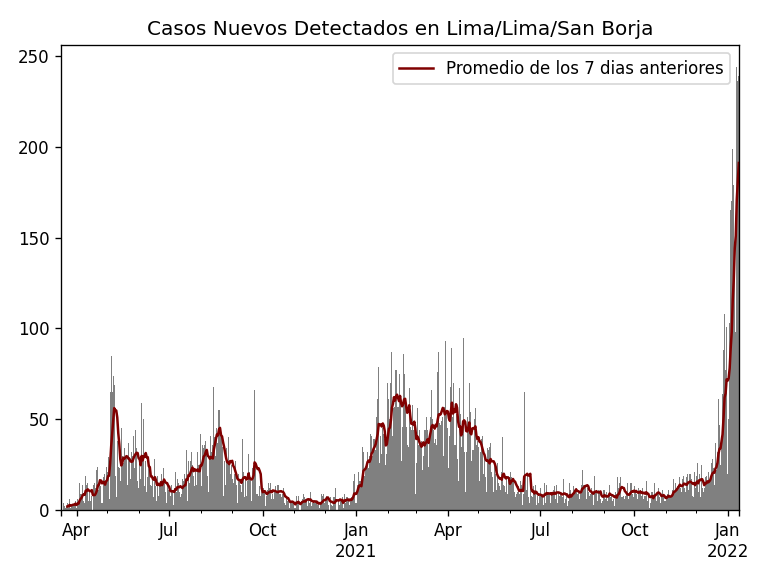 Casos Nuevos Detectados en Lima/Lima/San Borja
Promedio de los 7 dias anteriores
250
200
150
100
50
0
Apr Jul Oct Jan Apr Jul Oct Jan
2021 2022